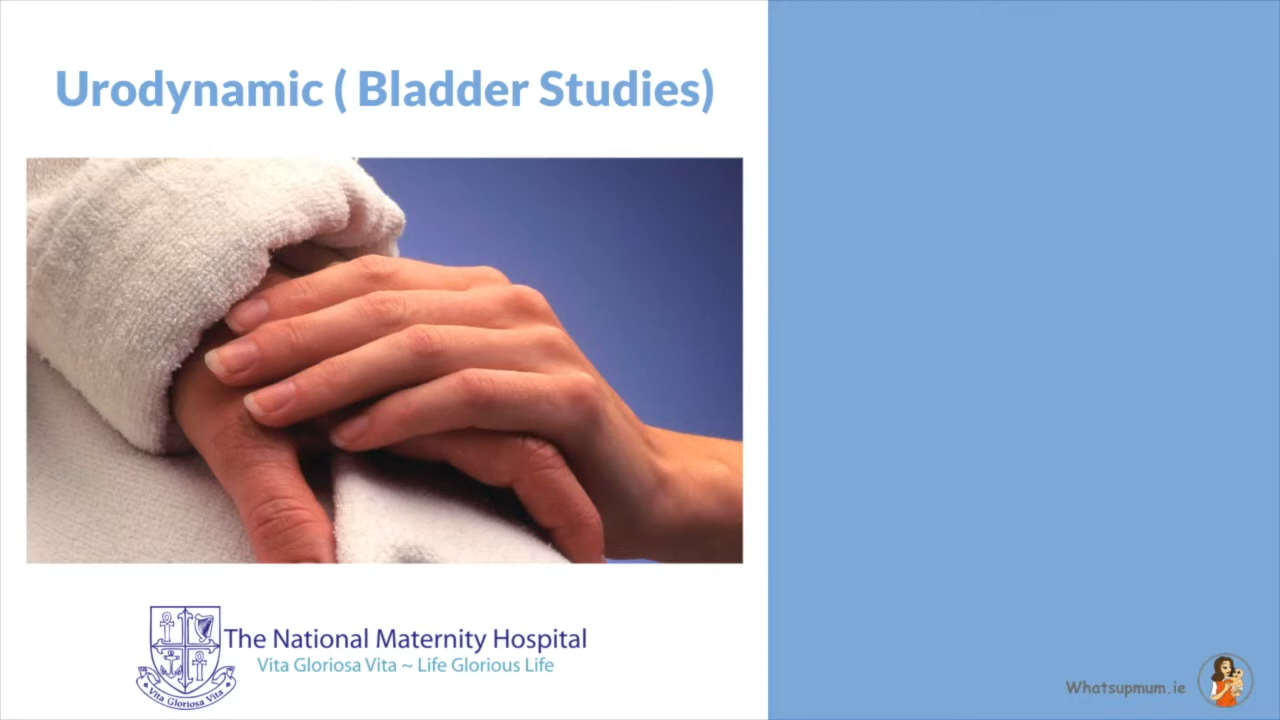 Urodynamic ( Bladder Studies)
The National Maternity Hospital
Vita Gloriosa Vita ~ Life Glorious Life
Vita Gloriosa Vita
Whatsupmum.ie